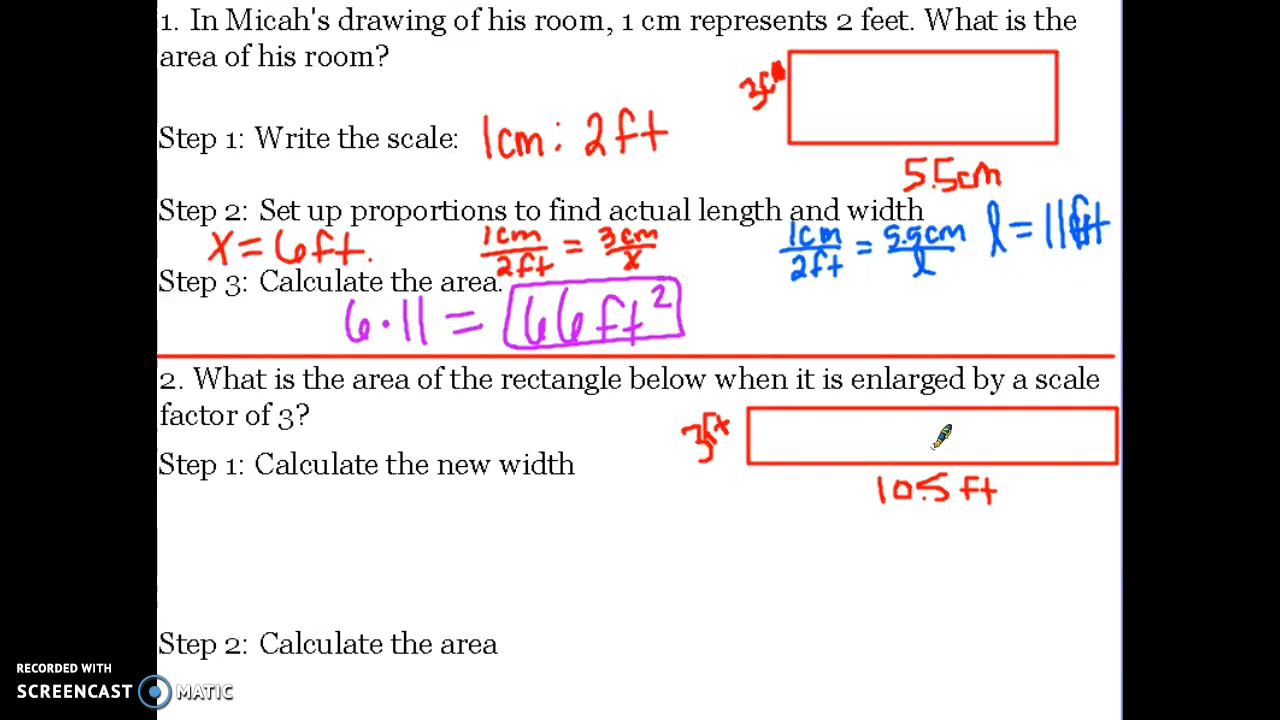 1. In Micah's drawing of his room, 1 cm represents 2 feet. What is the
area of his room?
Step 1: Write the scale: 1cm : 2ft
5.5cm
Step 2: Set up proportions to find actual length and width
x = 6ft. 1cm/2ft = 3cm/x 1cm/2ft = 5.5cm/l l = 11ft
Step 3: Calculate the area.
6 · 11 = 66ft²
2. What is the area of the rectangle below when it is enlarged by a scale
factor of 3?
3ft
Step 1: Calculate the new width
10.5 ft
Step 2: Calculate the area
RECORDED WITH
SCREENCAST MATIC